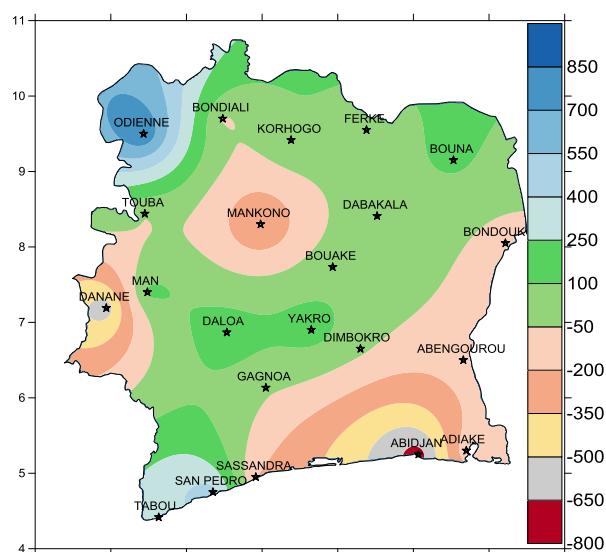 11
850
10
700
BONDIALI
ODIENNE
FERKE
KORHOGO
550
BOUNA
9
400
TOUBA
MANKONO
DABAKALA
BONDOUK
250
8
BOUAKE
MAN
100
DANANE
7
DALOA
YAKRO
-50
DIMBOKRO
ABENGOUROU
GAGNOA
-200
6
-350
ABIDJAN
ADIAKE
-500
5
SASSANDRA
SAN PEDRO
-650
TABOU
4
-800